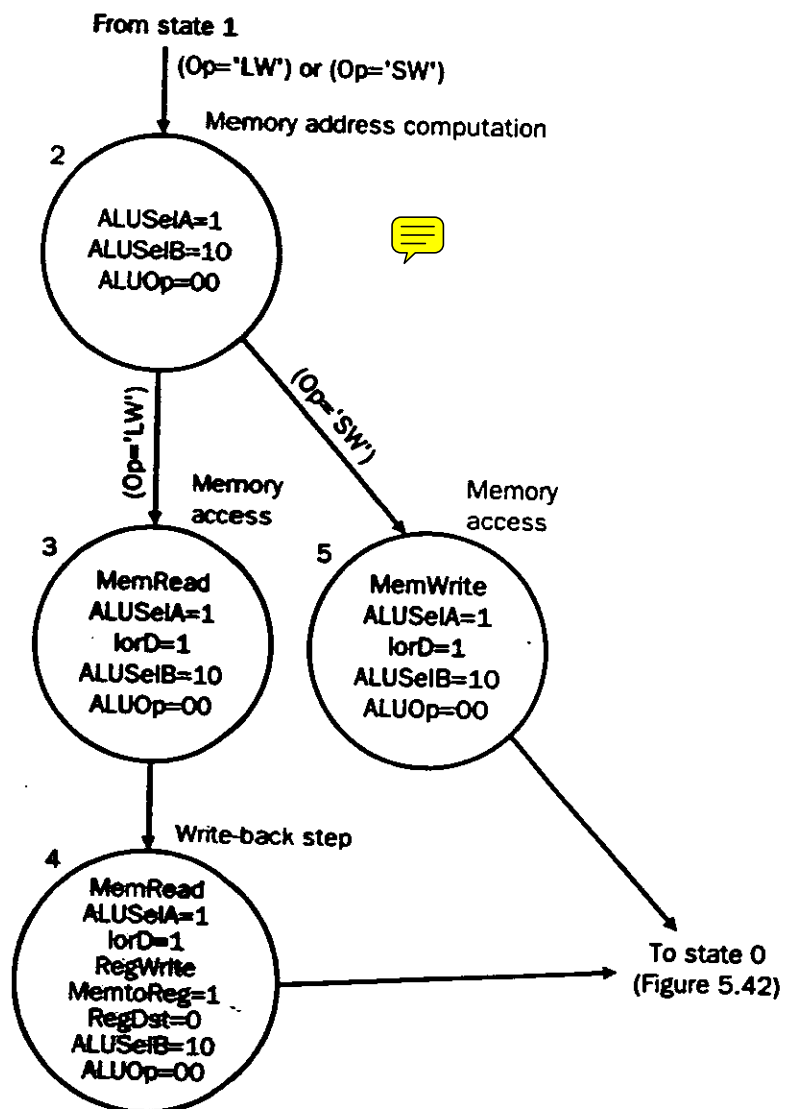 From state 1
(Op='LW') or (Op='SW')
Memory address computation
2
ALUSelA=1
ALUSelB=10
ALUOp=00
(Op='LW')
(Op='SW')
Memory
access
Memory
access
3
MemRead
ALUSelA=1
IorD=1
ALUSelB=10
ALUOp=00
5
MemWrite
ALUSelA=1
IorD=1
ALUSelB=10
ALUOp=00
Write-back step
4
MemRead
ALUSelA=1
IorD=1
RegWrite
MemtoReg=1
RegDst=0
ALUSelB=10
ALUOp=00
To state 0
(Figure 5.42)